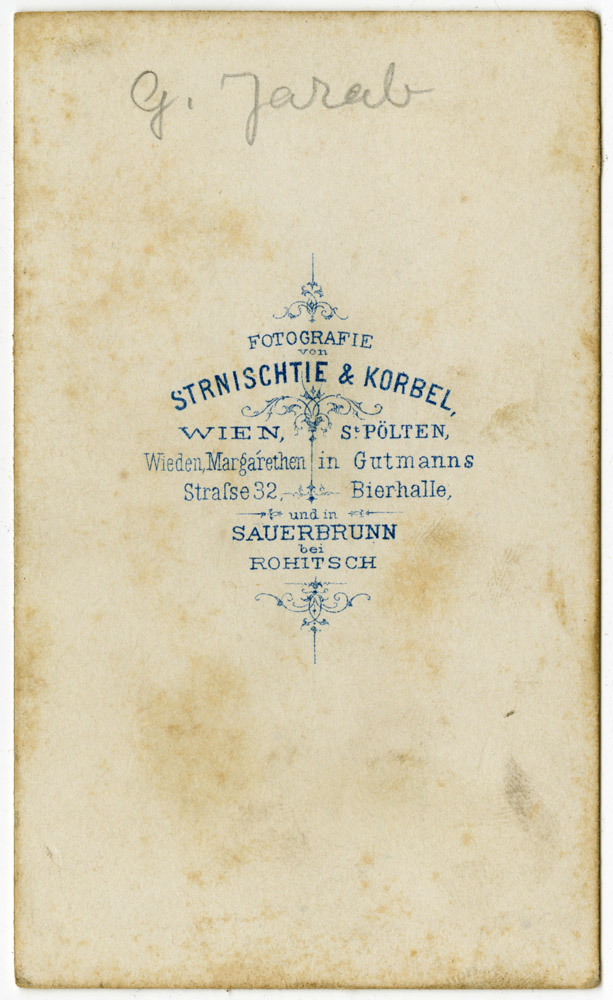 G. Jarab
FOTOGRAFIE
von
STRNISCHTIE & KORBEL,
WIEN, St PÖLTEN,
Wieden, Margarethen in Gutmanns
Straſse 32, Bierhalle,
und in
SAUERBRUNN
bei
ROHITSCH